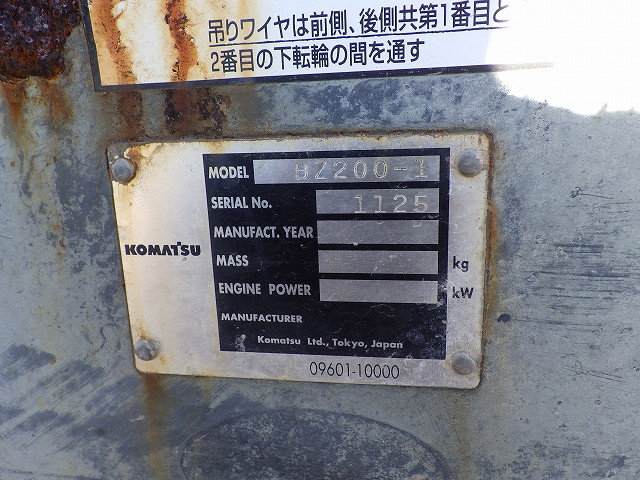 吊りワイヤは前側、後側共第1番目と
2番目の下転輪の間を通す
KOMATSU
MODEL BZ200-1
SERIAL No. 1125
MANUFACT. YEAR
MASS kg
ENGINE POWER kW
MANUFACTURER
Komatsu Ltd., Tokyo, Japan
09601-10000